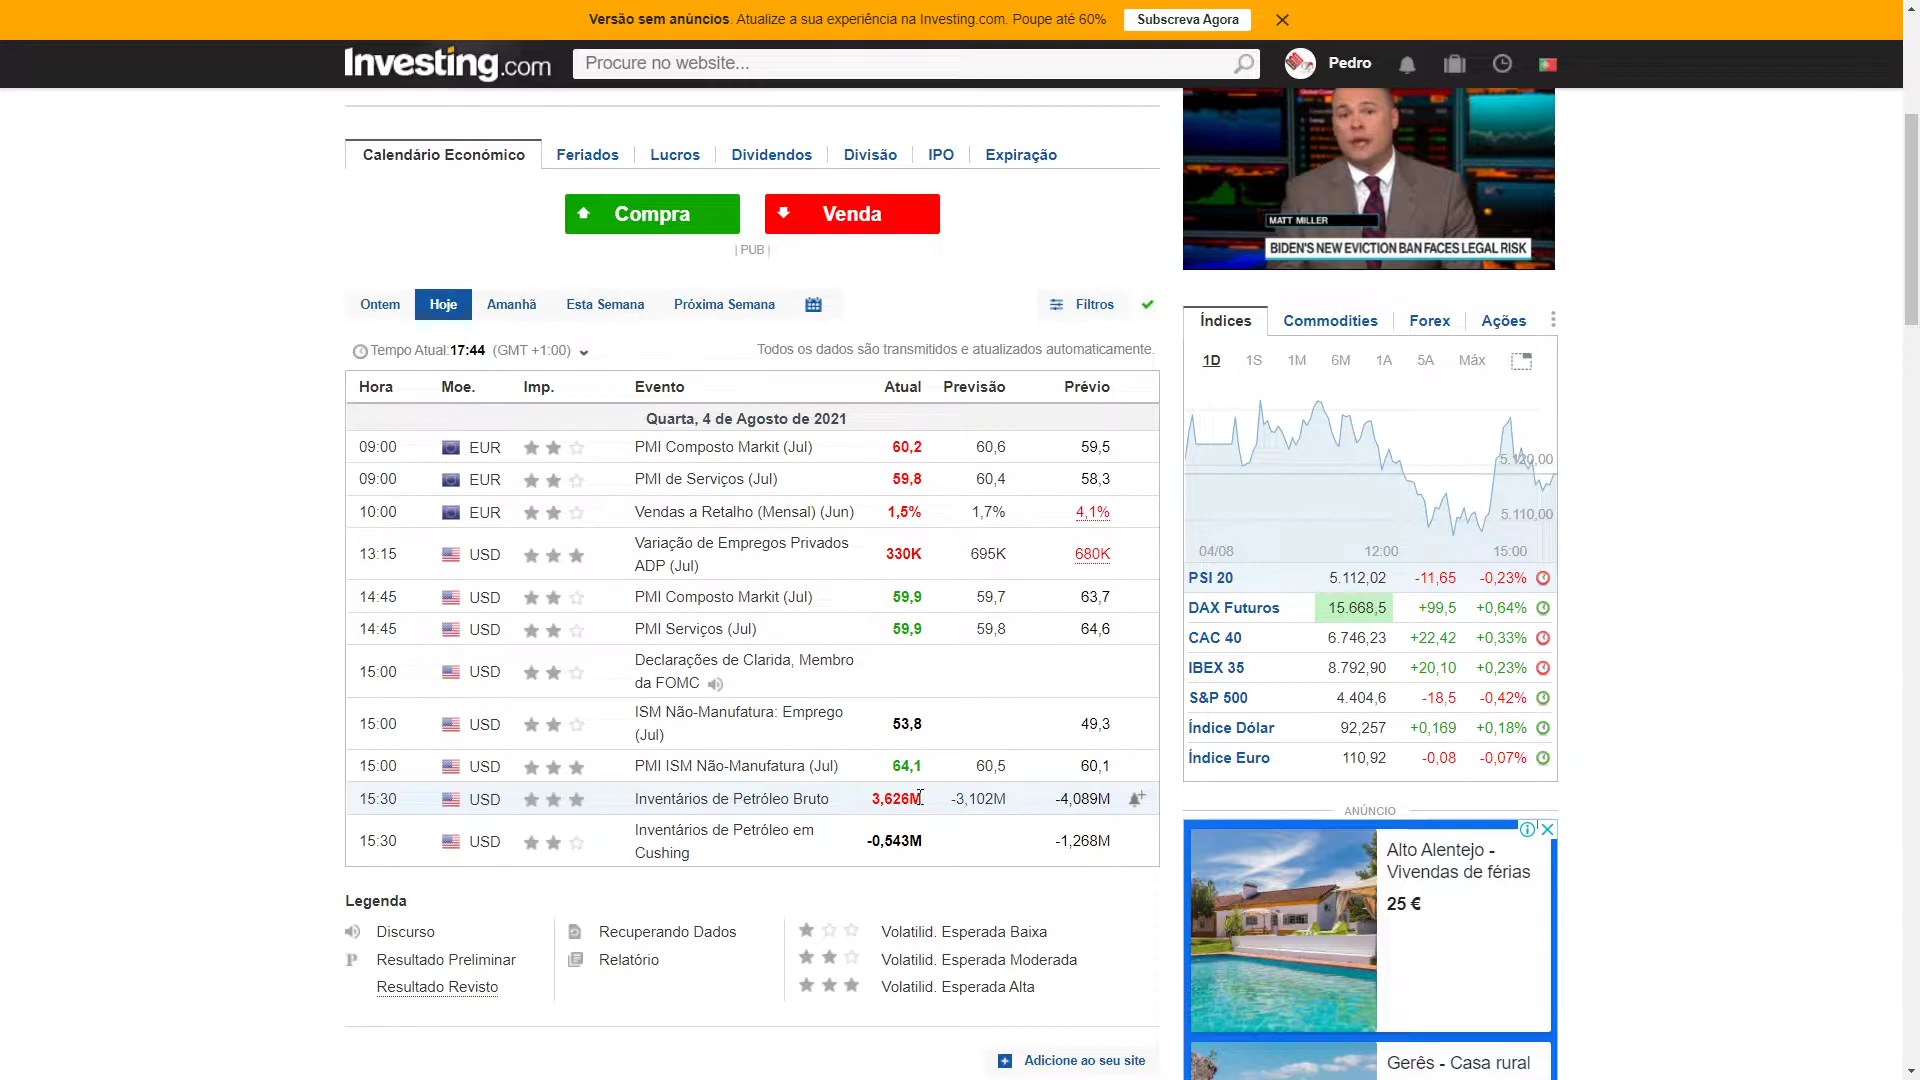 Versão sem anúncios. Atualize a sua experiência na Investing.com. Poupe até 60% Subscreva Agora
Investing.com Procure no website... Pedro
MATT MILLER
BIDEN'S NEW EVICTION BAN FACES LEGAL RISK
Calendário Económico Feriados Lucros Dividendos Divisão IPO Expiração
Compra Venda
| PUB |
Ontem Hoje Amanhã Esta Semana Próxima Semana Filtros
Tempo Atual:17:44 (GMT +1:00) Todos os dados são transmitidos e atualizados automaticamente.
Hora Moe. Imp. Evento Atual Previsão Prévio
Quarta, 4 de Agosto de 2021
09:00 EUR PMI Composto Markit (Jul) 60,2 60,6 59,5
09:00 EUR PMI de Serviços (Jul) 59,8 60,4 58,3
10:00 EUR Vendas a Retalho (Mensal) (Jun) 1,5% 1,7% 4,1%
13:15 USD Variação de Empregos Privados
ADP (Jul) 330K 695K 680K
14:45 USD PMI Composto Markit (Jul) 59,9 59,7 63,7
14:45 USD PMI Serviços (Jul) 59,9 59,8 64,6
15:00 USD Declarações de Clarida, Membro
da FOMC
15:00 USD ISM Não-Manufatura: Emprego
(Jul) 53,8 49,3
15:00 USD PMI ISM Não-Manufatura (Jul) 64,1 60,5 60,1
15:30 USD Inventários de Petróleo Bruto 3,626M -3,102M -4,089M
15:30 USD Inventários de Petróleo em
Cushing -0,543M -1,268M
Legenda
Discurso Recuperando Dados Volatilid. Esperada Baixa
Resultado Preliminar Relatório Volatilid. Esperada Moderada
Resultado Revisto Volatilid. Esperada Alta
Adicione ao seu site
Índices Commodities Forex Ações
1D 1S 1M 6M 1A 5A Máx
5.120,00
5.110,00
04/08 12:00 15:00
PSI 20 5.112,02 -11,65 -0,23%
DAX Futuros 15.668,5 +99,5 +0,64%
CAC 40 6.746,23 +22,42 +0,33%
IBEX 35 8.792,90 +20,10 +0,23%
S&P 500 4.404,6 -18,5 -0,42%
Índice Dólar 92,257 +0,169 +0,18%
Índice Euro 110,92 -0,08 -0,07%
ANÚNCIO
Alto Alentejo -
Vivendas de férias
25 €
Gerês - Casa rural